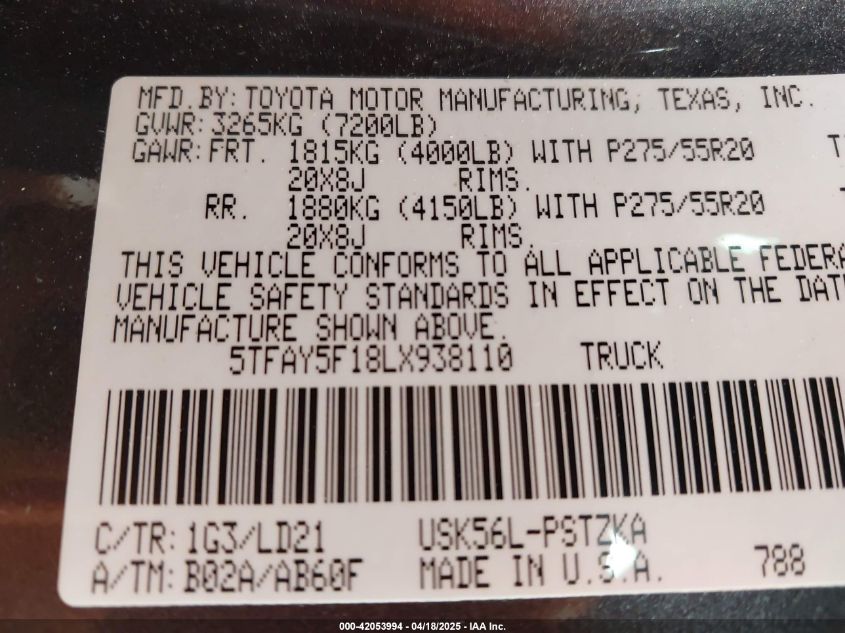 MFD.BY: TOYOTA MOTOR MANUFACTURING, TEXAS, INC.
GVWR: 3265KG (7200LB)
GAWR: FRT. 1815KG (4000LB) WITH P275/55R20
20X8J RIMS.
RR. 1880KG (4150LB) WITH P275/55R20
20X8J RIMS.
THIS VEHICLE CONFORMS TO ALL APPLICABLE FEDERA
VEHICLE SAFETY STANDARDS IN EFFECT ON THE DAT
MANUFACTURE SHOWN ABOVE.
5TFAY5F18LX938110 TRUCK
C/TR: 1G3/LD21 USK56L-PSTZKA
A/TM: B02A/AB60F MADE IN U.S.A. 788
000-42053994 - 04/18/2025 - IAA Inc.